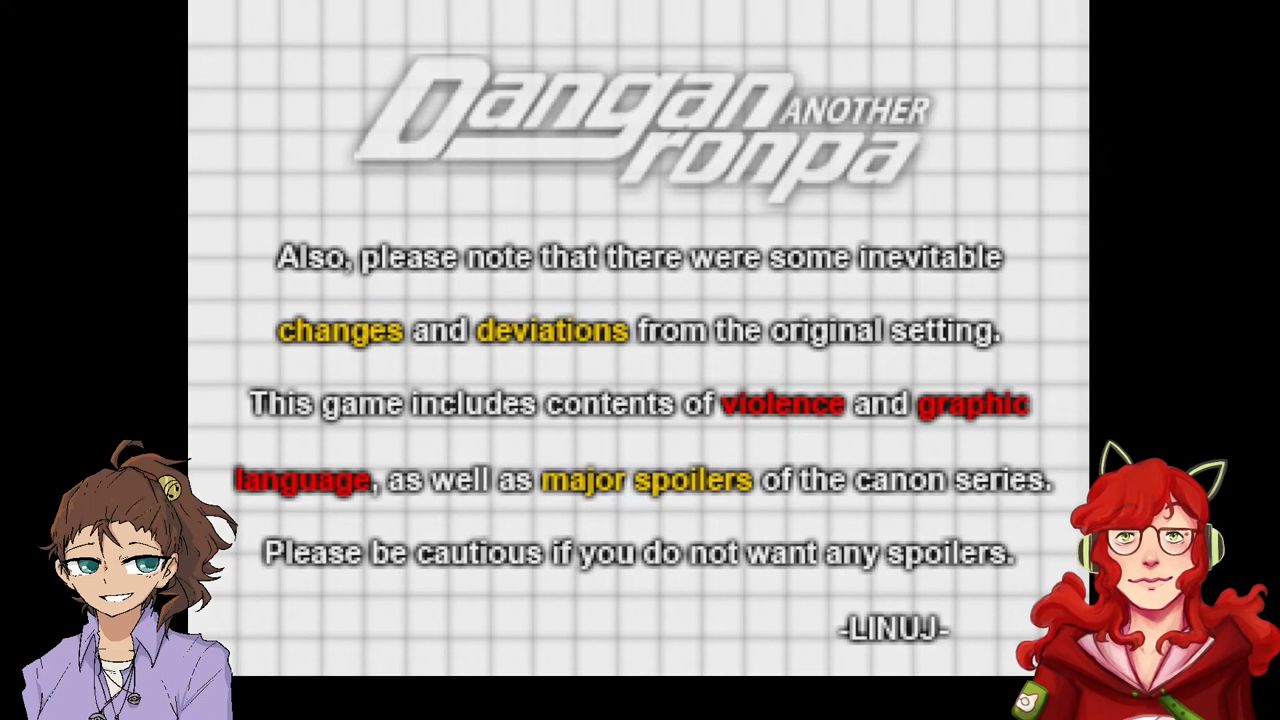 Dangan ANOTHER
ronpa
Also, please note that there were some inevitable
changes and deviations from the original setting.
This game includes contents of violence and graphic
language, as well as major spoilers of the canon series.
Please be cautious if you do not want any spoilers.
-LINUJ-